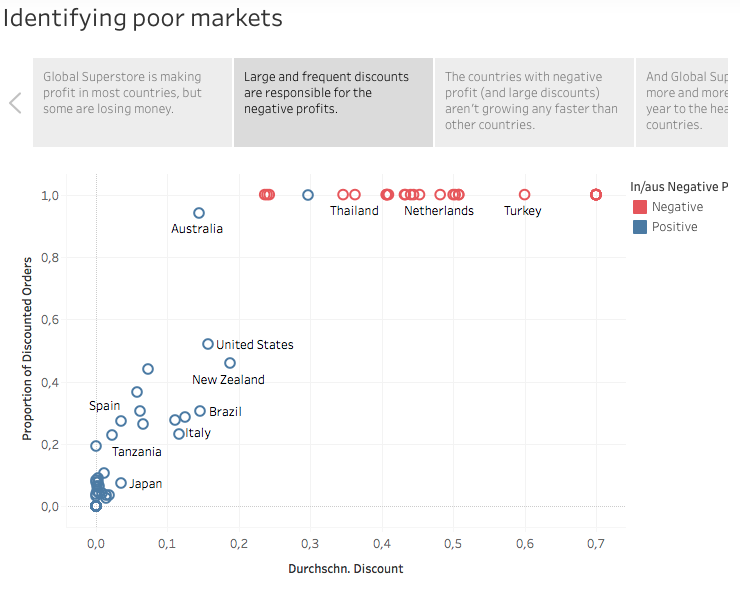 Identifying poor markets
Global Superstore is making
profit in most countries, but
some are losing money.
Large and frequent discounts
are responsible for the
negative profits.
The countries with negative
profit (and large discounts)
aren't growing any faster than
other countries.
And Global Sup
more and more
year to the hea
countries.
In/aus Negative P
Negative
Positive
Proportion of Discounted Orders
1,0
0,8
0,6
0,4
0,2
0,0
Australia
Thailand
Netherlands
Turkey
United States
New Zealand
Spain
Brazil
Italy
Tanzania
Japan
0,0
0,1
0,2
0,3
0,4
0,5
0,6
0,7
Durchschn. Discount